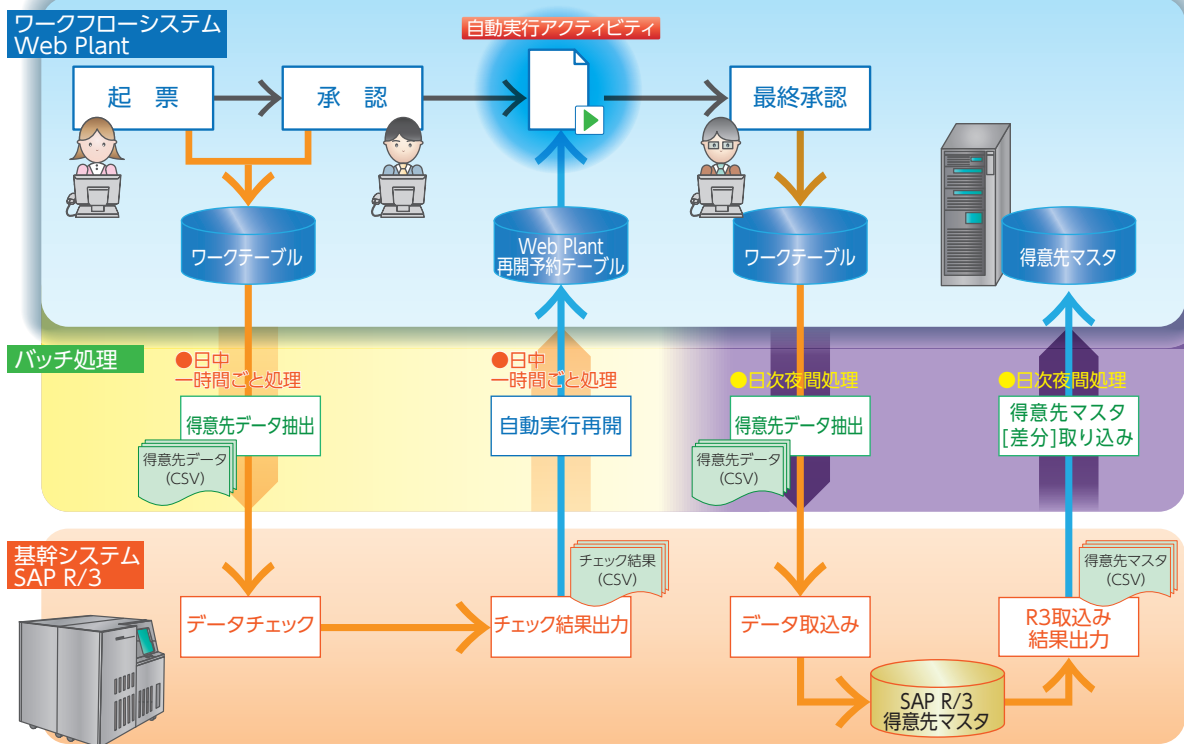 ワークフローシステム
Web Plant
自動実行アクティビティ
起 票
承 認
最終承認
ワークテーブル
Web Plant
再開予約テーブル
ワークテーブル
得意先マスタ
バッチ処理
●日中
一時間ごと処理
●日中
一時間ごと処理
●日次夜間処理
●日次夜間処理
得意先データ抽出
自動実行再開
得意先データ抽出
得意先マスタ
[差分]取り込み
得意先データ
(CSV)
得意先データ
(CSV)
基幹システム
SAP R/3
チェック結果
(CSV)
得意先マスタ
(CSV)
データチェック
チェック結果出力
データ取込み
R3取込み
結果出力
SAP R/3
得意先マスタ